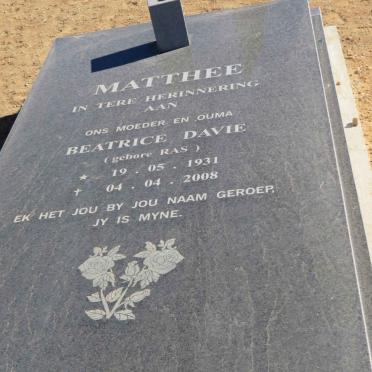 MATTHEE
IN TERE HERINNERING
AAN
ONS MOEDER EN OUMA
BEATRICE DAVIE
(gebore RAS)
* 19 . 05 . 1931
† 04 . 04 . 2008
EK HET JOU BY JOU NAAM GEROEP,
JY IS MYNE.